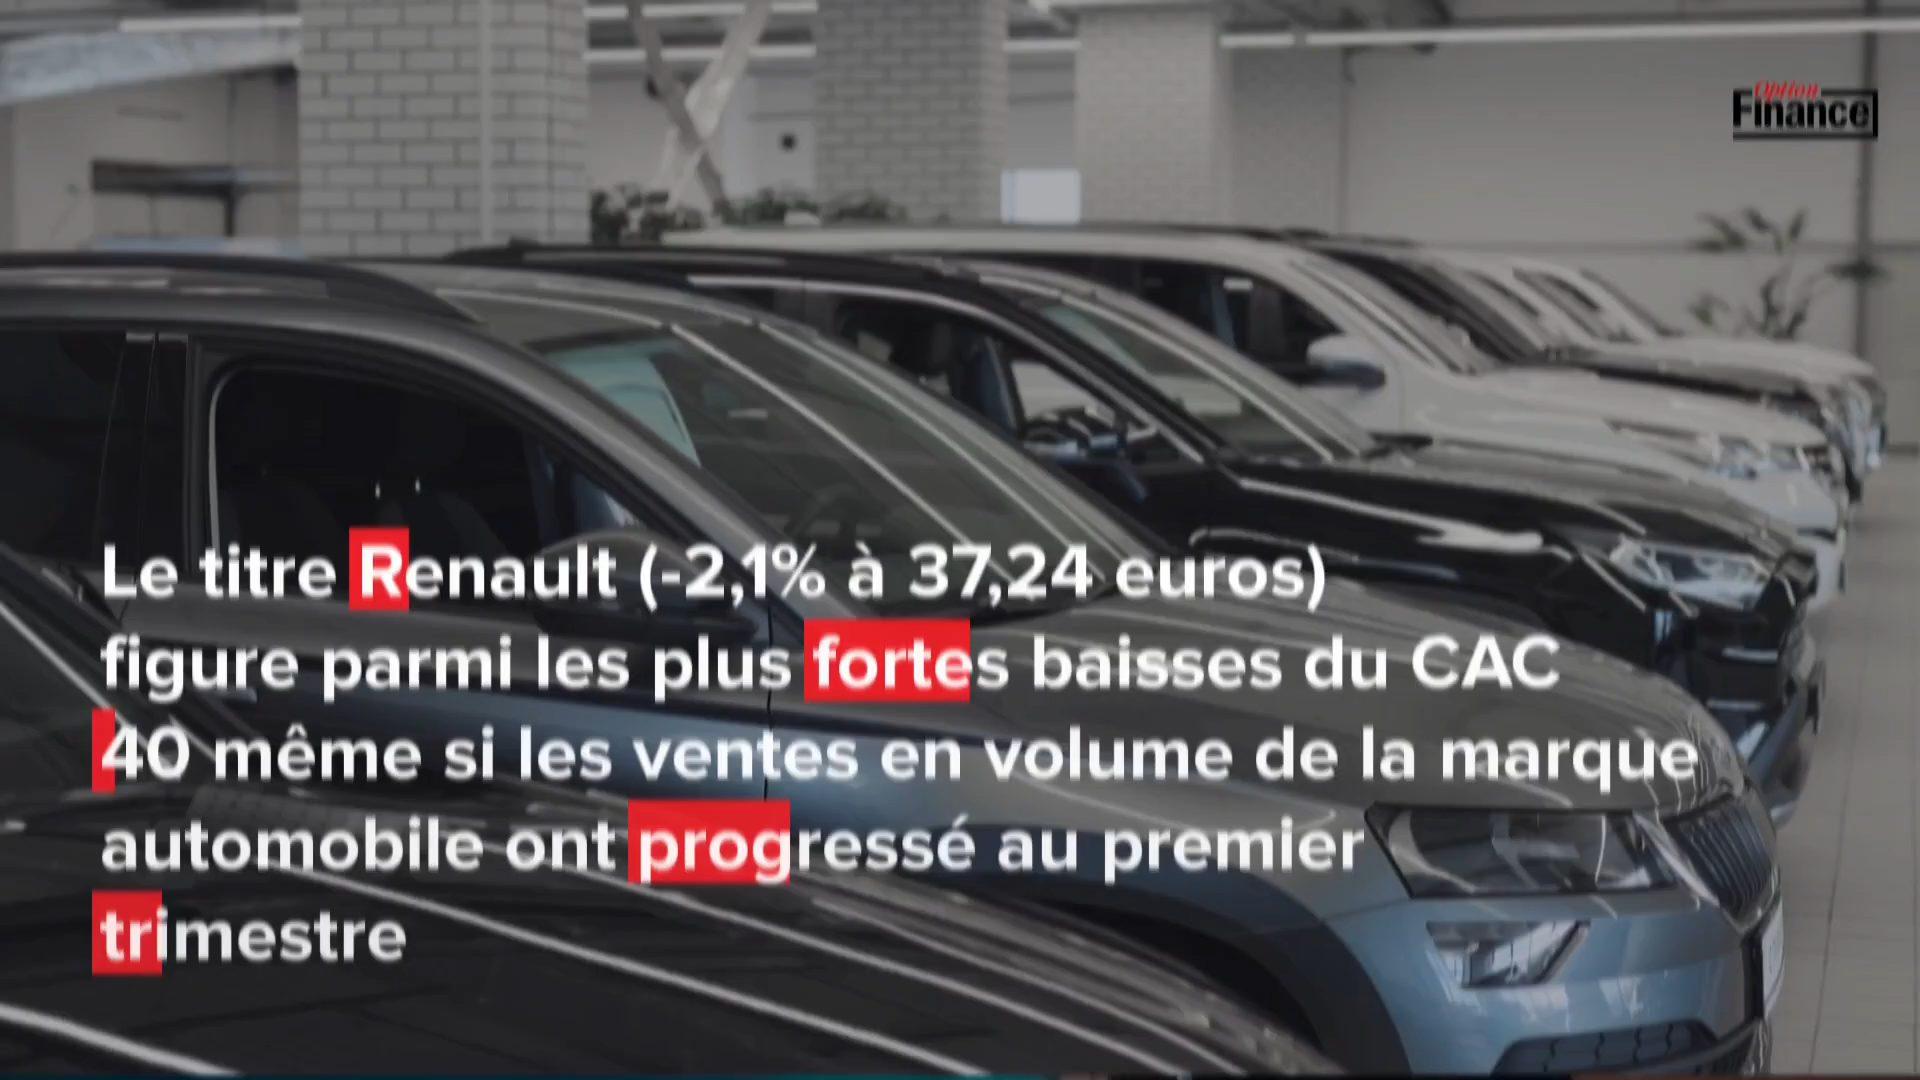 Option
Finance
Le titre Renault (-2,1% à 37,24 euros)
figure parmi les plus fortes baisses du CAC
40 même si les ventes en volume de la marque
automobile ont progressé au premier
trimestre